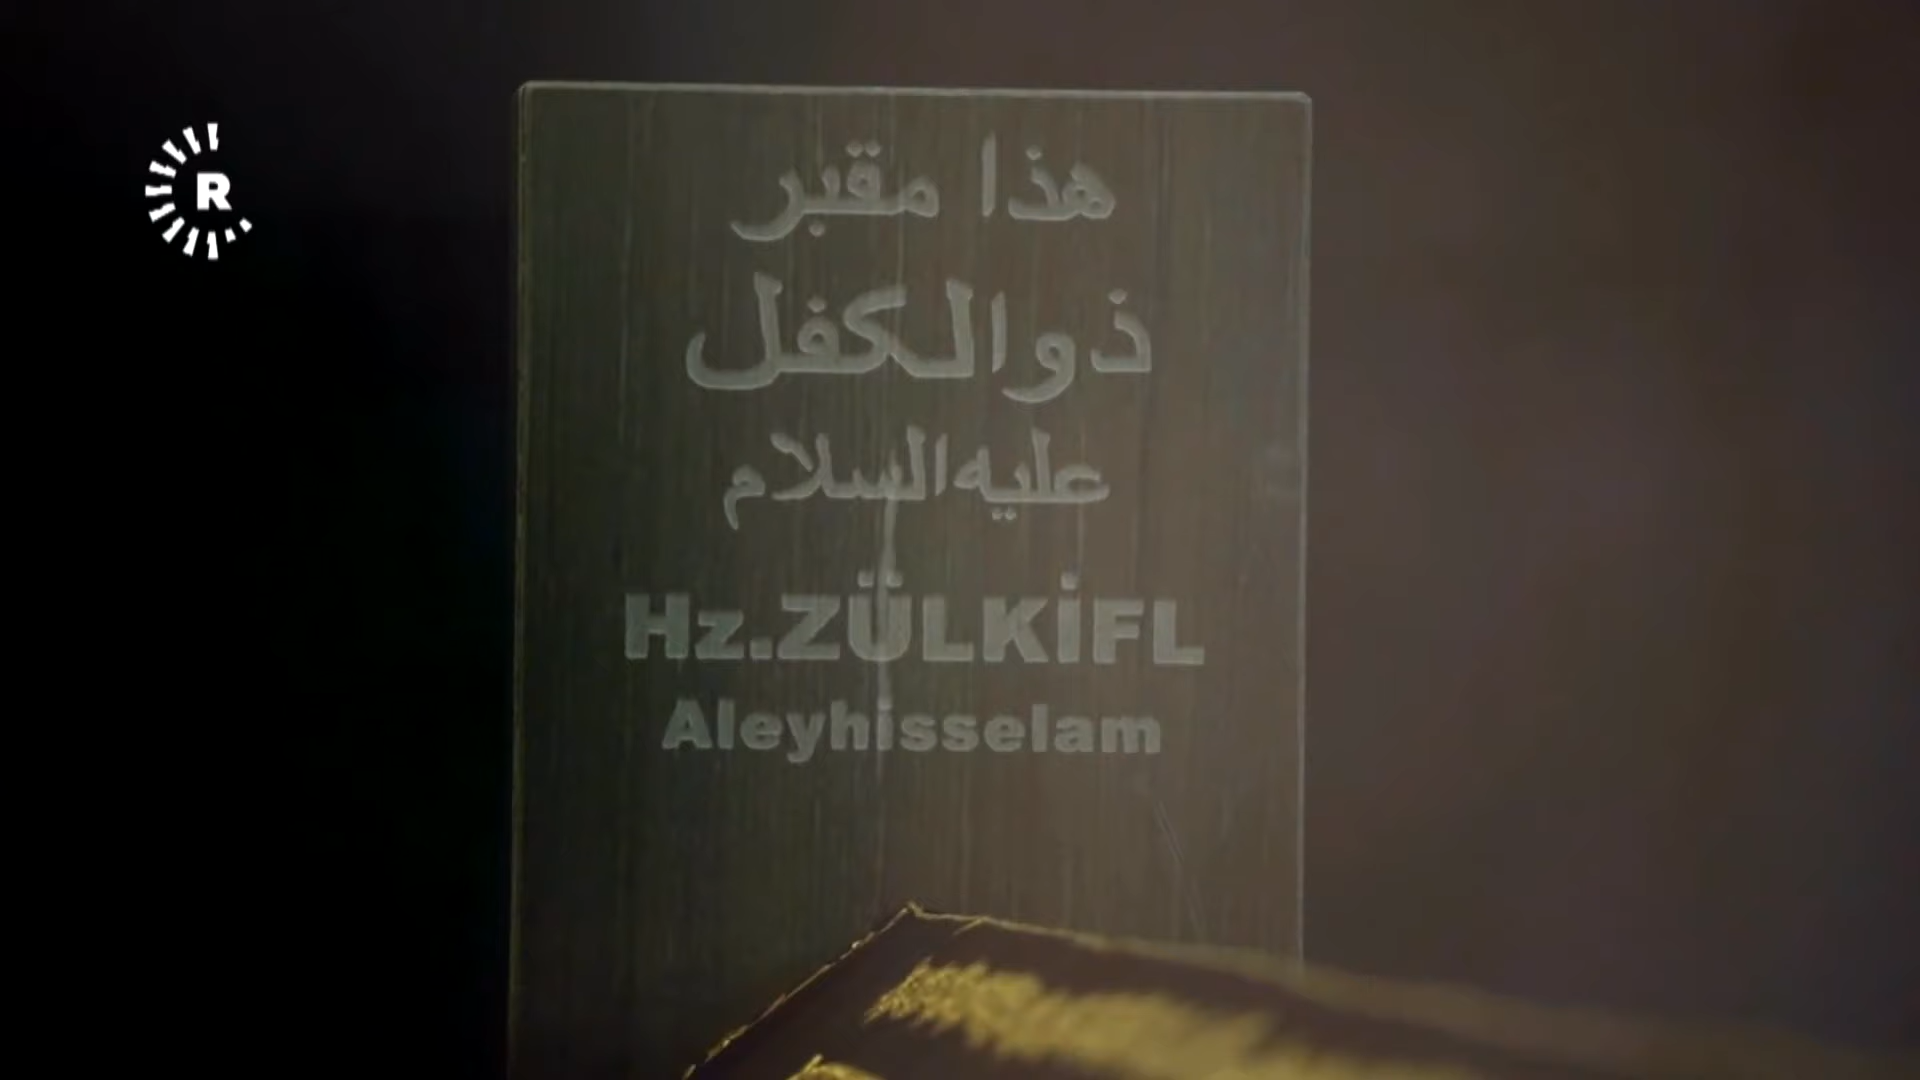 R
هذا مقبر
ذوالكفل
عليه السلام
Hz.ZÜLKİFL
Aleyhisselam